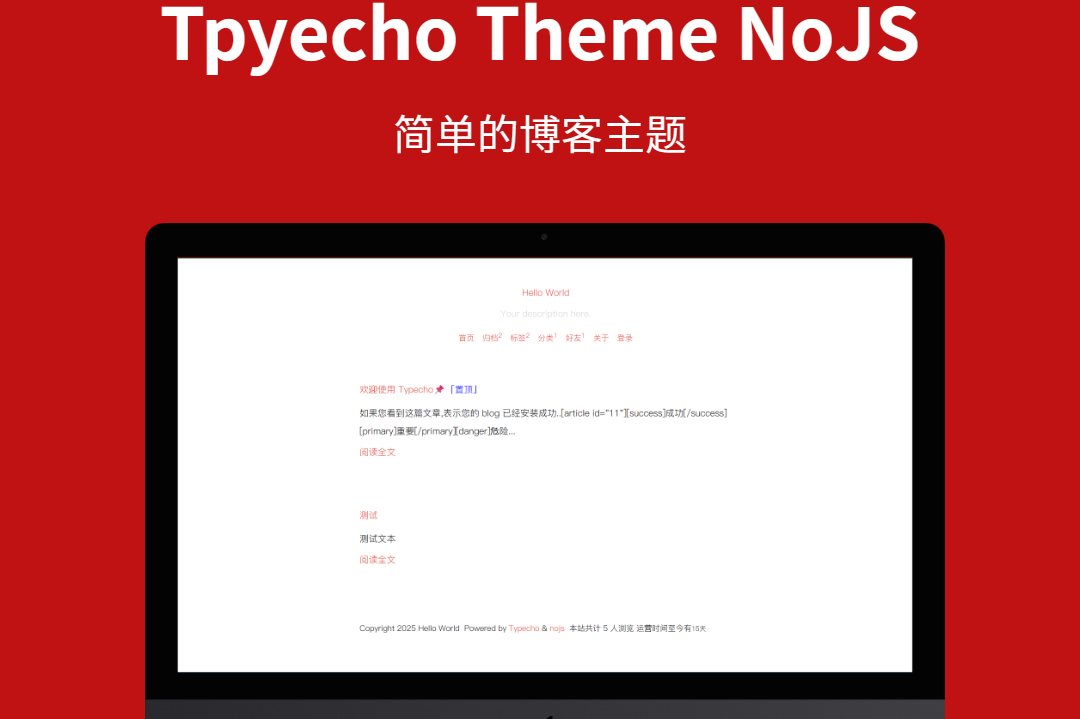 Tpyecho Theme NoJS
简单的博客主题
Hello World
Your description here.
首页 归档2 标签2 分类1 好友1 关于 登录
欢迎使用 Typecho📌「置顶」
如果您看到这篇文章,表示您的 blog 已经安装成功..[article id="11"][success]成功[/success]
[primary]重要[/primary][danger]危险...
阅读全文
测试
测试文本
阅读全文
Copyright 2025 Hello World Powered by Typecho & nojs 本站共计 5 人浏览 运营时间至今有15天